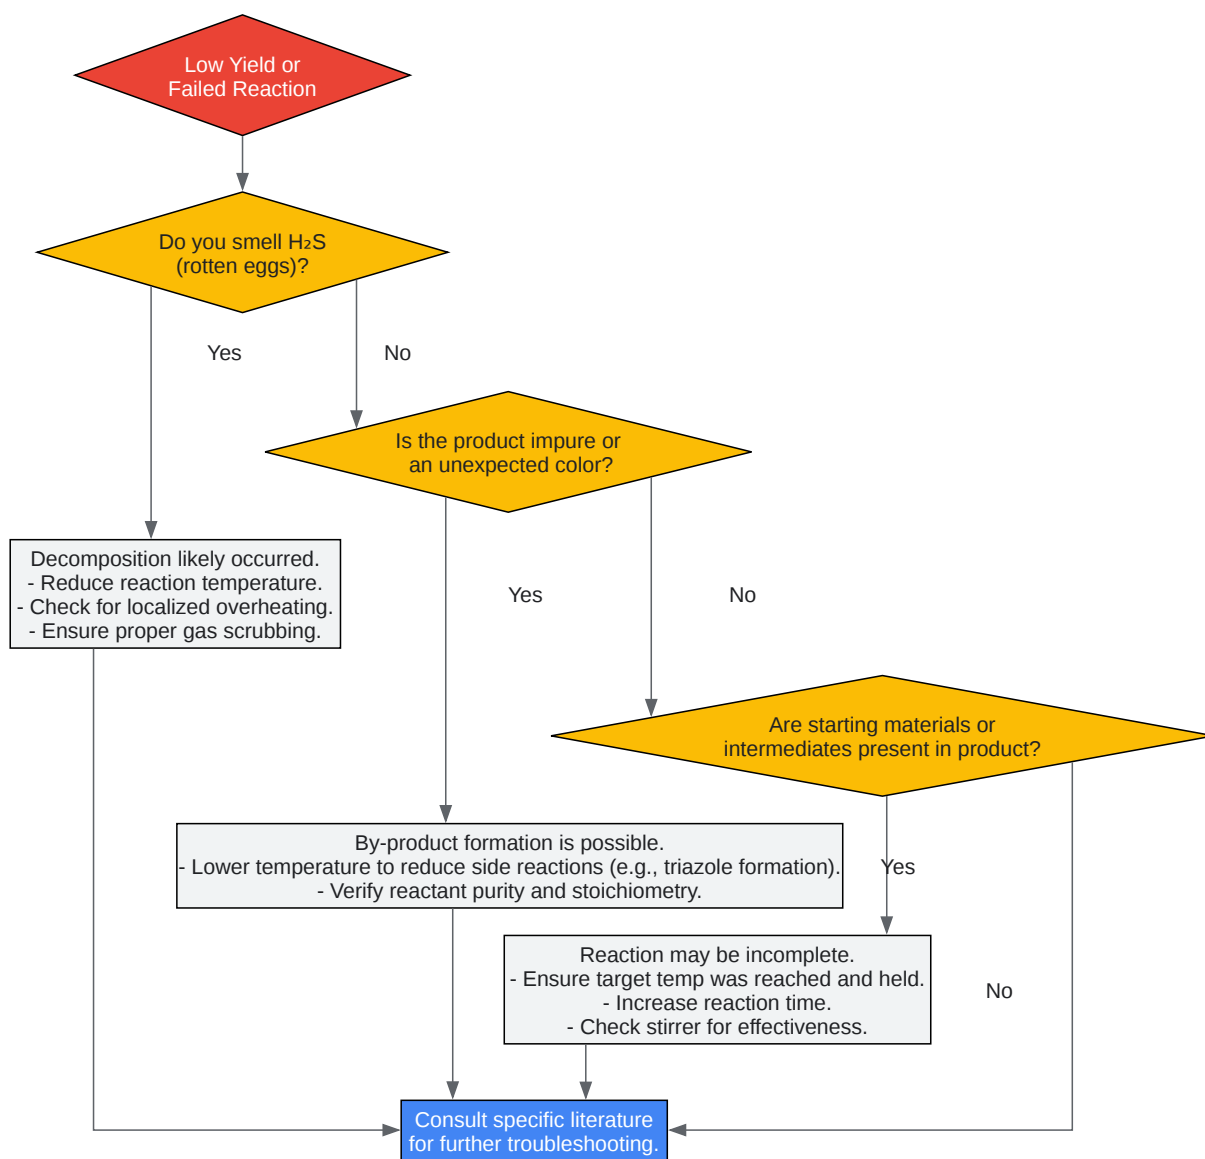 Low Yield or
Failed Reaction
Do you smell H₂S
(rotten eggs)?
Yes
No
Is the product impure or
an unexpected color?
Decomposition likely occurred.
- Reduce reaction temperature.
- Check for localized overheating.
- Ensure proper gas scrubbing.
Yes
No
Are starting materials or
intermediates present in product?
By-product formation is possible.
- Lower temperature to reduce side reactions (e.g., triazole formation).
- Verify reactant purity and stoichiometry.
Yes
Reaction may be incomplete.
- Ensure target temp was reached and held.
- Increase reaction time.
- Check stirrer for effectiveness.
No
Consult specific literature
for further troubleshooting.